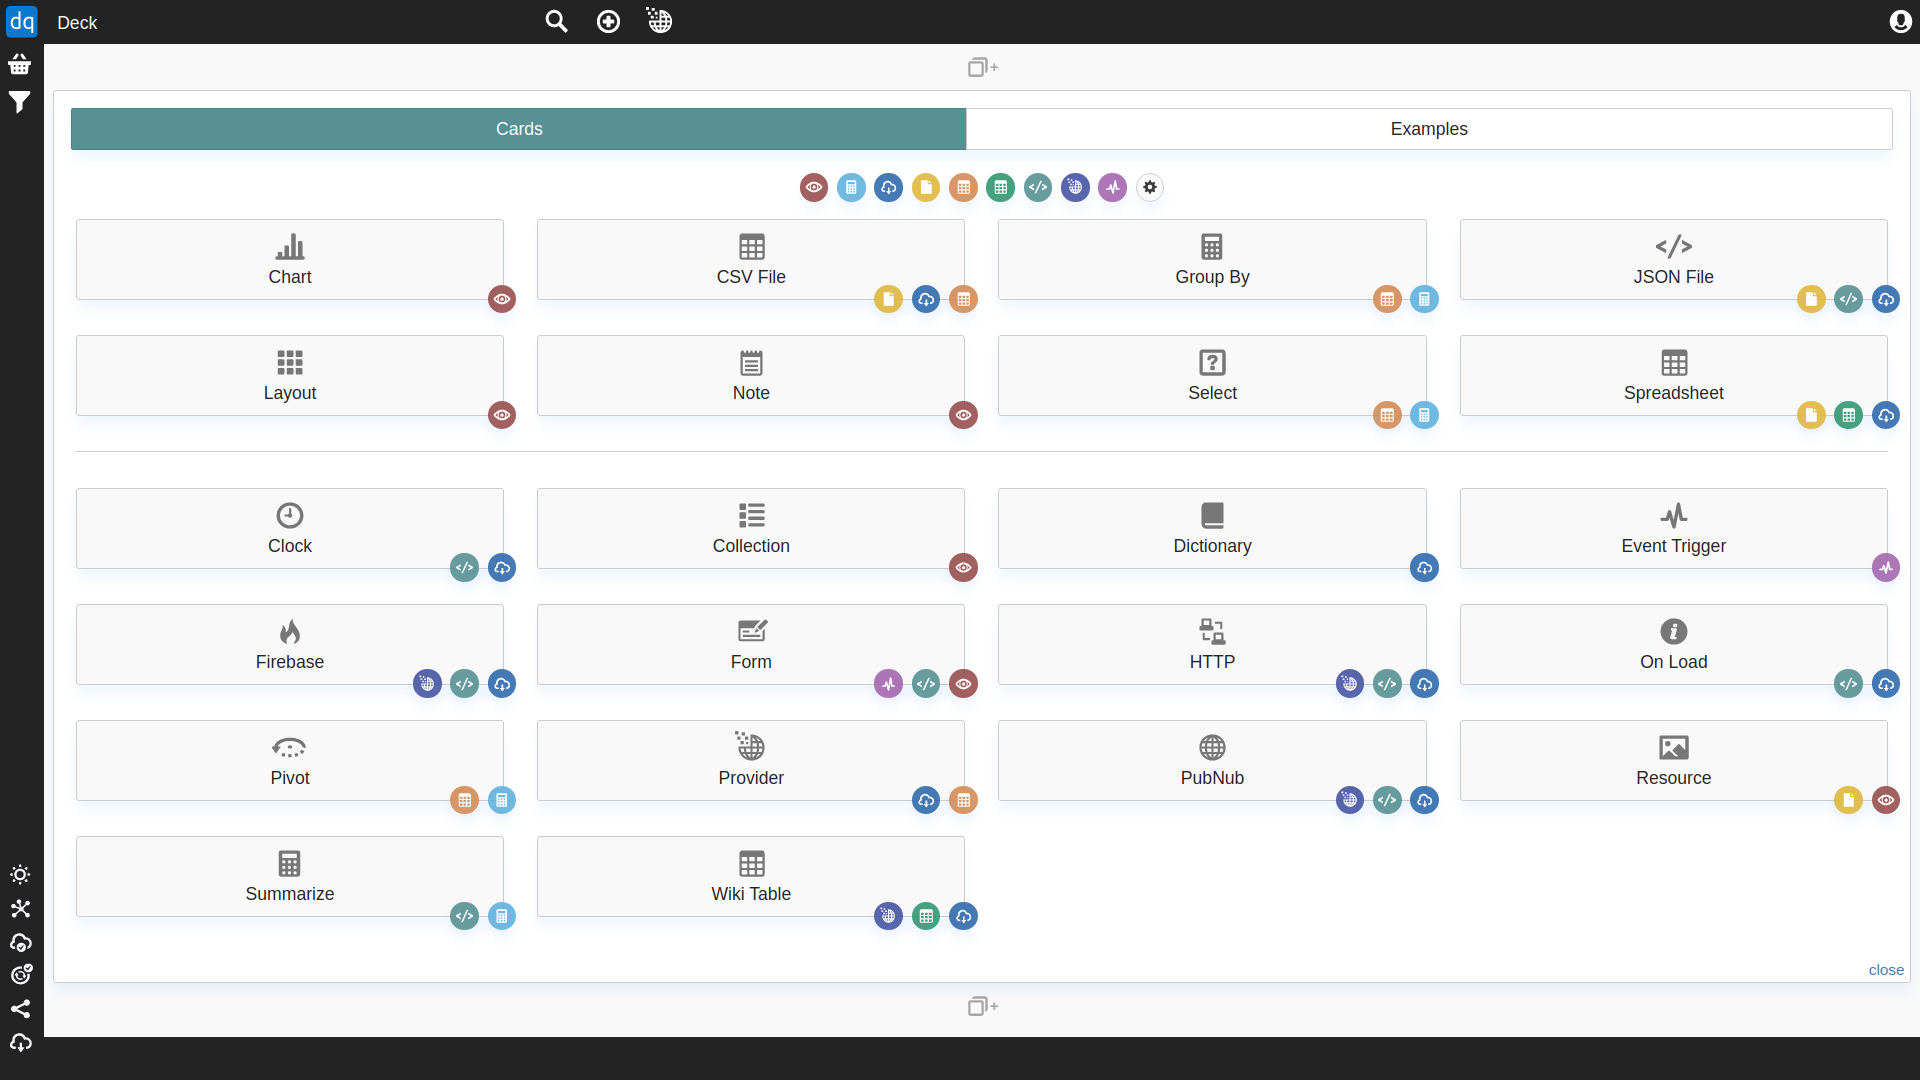 dq Deck
Cards Examples
Chart CSV File Group By JSON File
Layout Note Select Spreadsheet
Clock Collection Dictionary Event Trigger
Firebase Form HTTP On Load
Pivot Provider PubNub Resource
Summarize Wiki Table
close